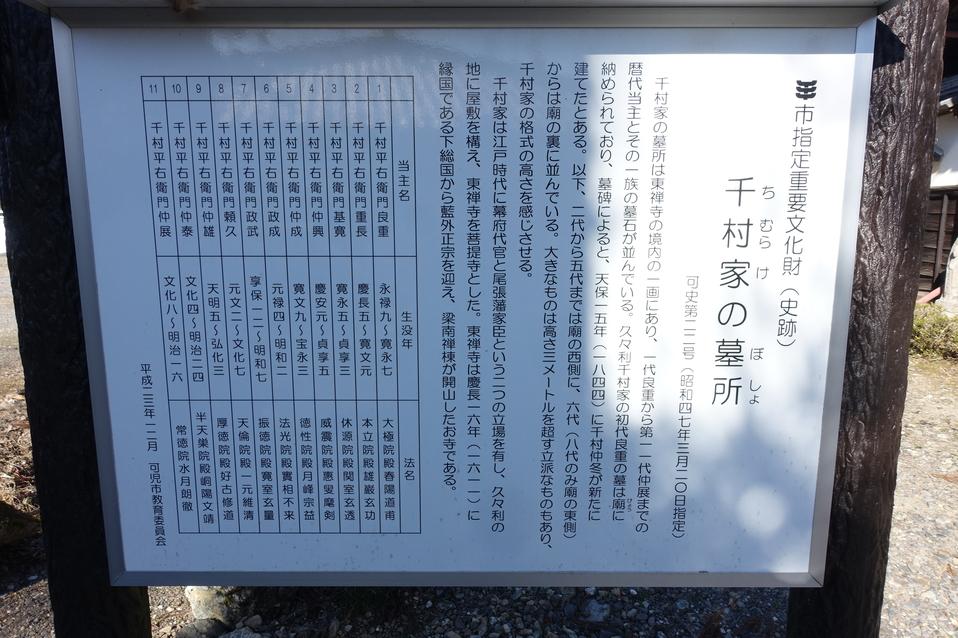 市指定重要文化財（史跡）
千村家の墓所
ちむらけ ぼしょ
可史第二二号（昭和四七年三月二〇日指定）
千村家の墓所は東禅寺の境内の一画にあり、一代良重から第一一代仲展までの
暦代当主とその一族の墓石が並んでいる。久々利千村家の初代良重の墓は廟に
納められており、墓碑によると、天保一五年（一八四四）に千村仲冬が新たに
建てたとある。以下、二代から五代までは廟の西側に、六代（八代のみ廟の東側）
からは廟の裏に並んでいる。大きなものは高さ三メートルを超す立派なものもあり、
千村家の格式の高さを感じさせる。
千村家は江戸時代に幕府代官と尾張藩家臣という二つの立場を有し、久々利の
地に屋敷を構え、東禅寺を菩提寺とした。東禅寺は慶長一六年（一六一一）に
縁国である下総国から藍外正宗を迎え、梁南禅棟が開山したお寺である。
当主名 生没年 法名
1 千村平右衛門良重 永禄九～寛永七 大極院殿春陽道甫
2 千村平右衛門重長 慶長五～寛文元 本立院殿雄巌玄功
3 千村平右衛門基寛 寛永五～貞享三 休源院殿関室玄透
4 千村平右衛門仲興 慶安元～貞享五 威震院殿惠叟麾剣
5 千村平右衛門仲成 寛文九～宝永三 徳性院殿月峰宗益
6 千村平右衛門政成 元禄四～明和二 法光院殿實相不来
7 千村平右衛門政武 享保一二～明和七 振徳院殿寛室玄量
8 千村平右衛門頼久 元文二～文化七 天倫院殿一元維清
9 千村平右衛門仲雄 天明五～弘化三 厚徳院殿好古修道
10 千村平右衛門仲泰 文化四～明治二四 半天巣院殿峒陽文靖
11 千村平右衛門仲展 文化八～明治一六 常徳院水月朗徹
平成二三年一二月 可児市教育委員会